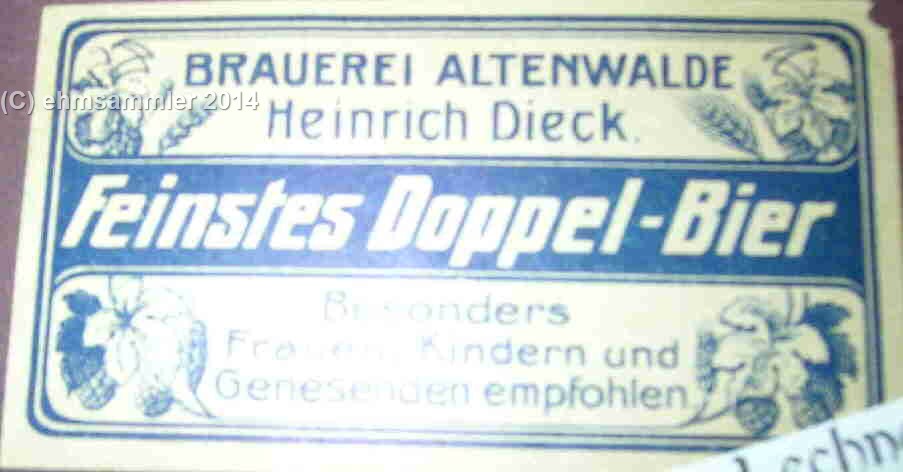 BRAUEREI ALTENWALDE
(C) ehmsammler 2014
Heinrich Dieck.
Feinstes Doppel-Bier
Besonders
Frauen, Kindern und
Genesenden empfohlen